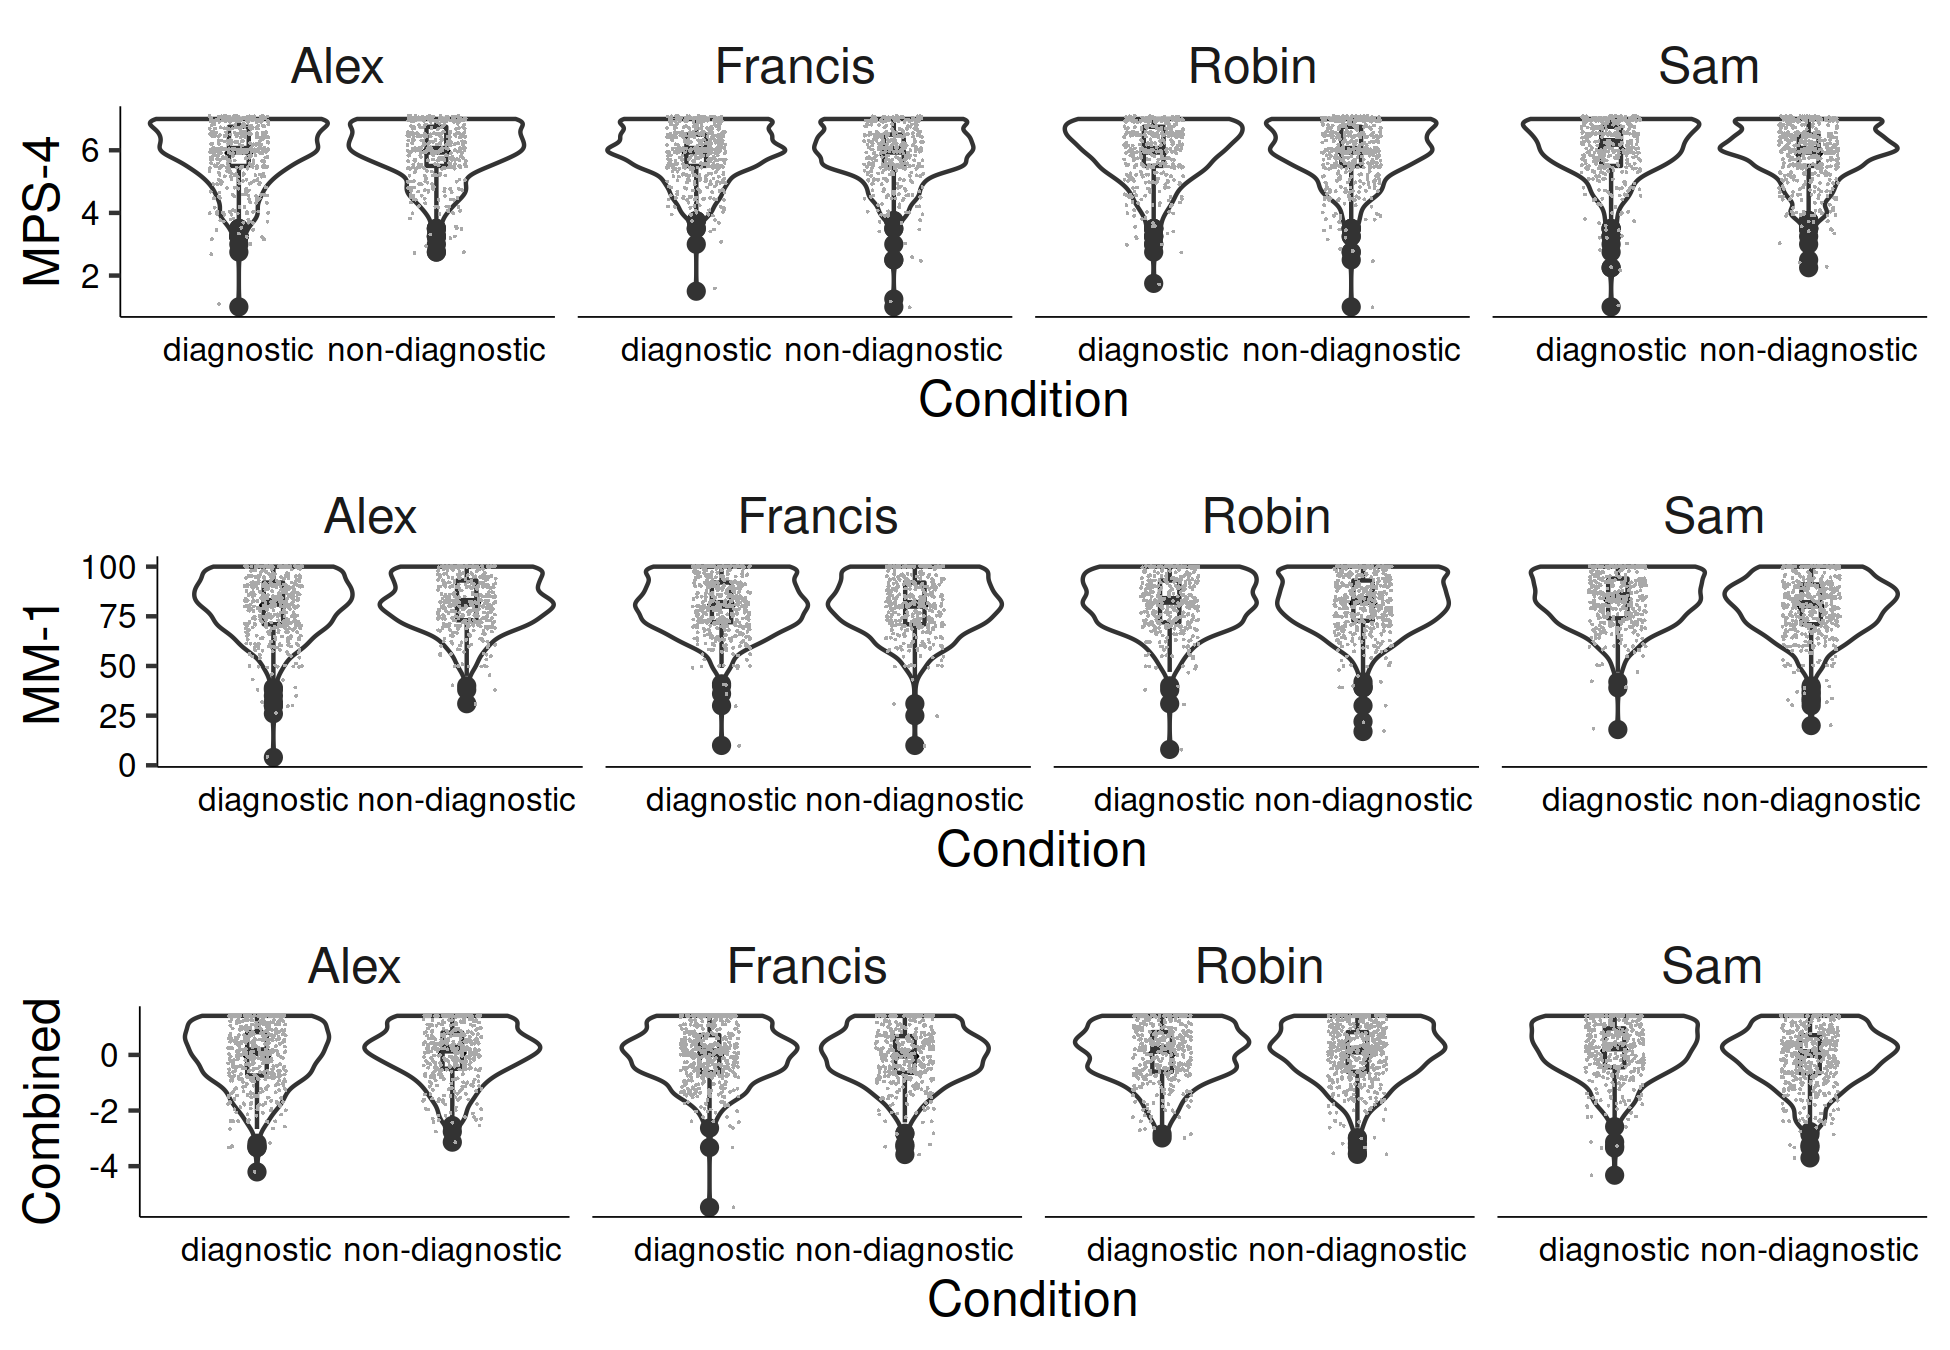 Alex Francis Robin Sam
MPS-4
6
4
2
diagnostic non-diagnostic diagnostic non-diagnostic diagnostic non-diagnostic diagnostic non-diagnostic
Condition
Alex Francis Robin Sam
MM-1
100
75
50
25
0
diagnostic non-diagnostic diagnostic non-diagnostic diagnostic non-diagnostic diagnostic non-diagnostic
Condition
Alex Francis Robin Sam
Combined
0
-2
-4
diagnostic non-diagnostic diagnostic non-diagnostic diagnostic non-diagnostic diagnostic non-diagnostic
Condition